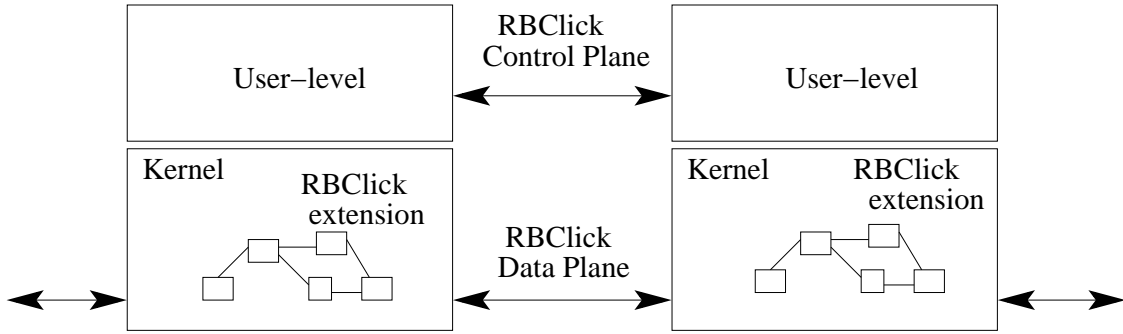 RBClick
Control Plane
User−level
User−level
Kernel
RBClick
extension
RBClick
Data Plane
Kernel
RBClick
extension